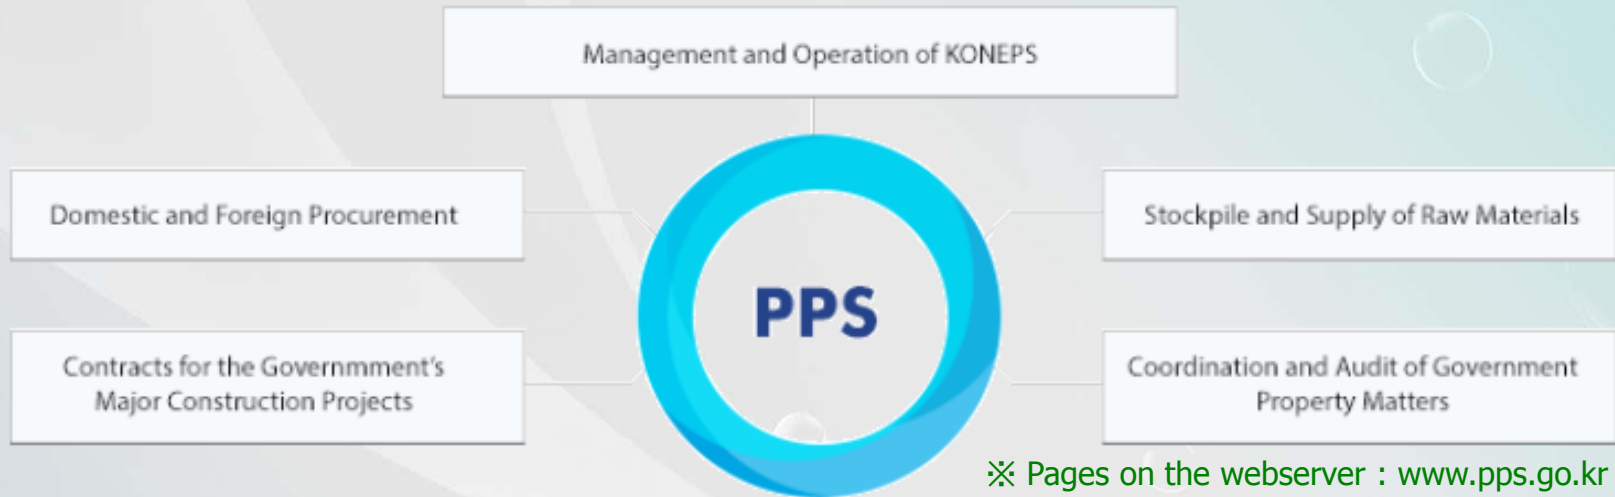 Management and Operation of KONEPS
Domestic and Foreign Procurement
Stockpile and Supply of Raw Materials
PPS
Contracts for the Governmment's
Major Construction Projects
Coordination and Audit of Government
Property Matters
※ Pages on the webserver : www.pps.go.kr